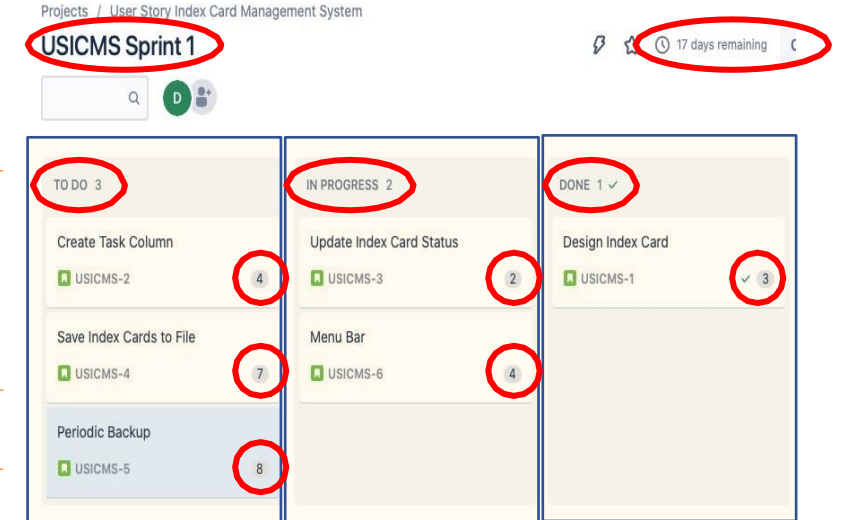 Projects / User Story Index Card Management System
USICMS Sprint 1
17 days remaining
D
TO DO 3
Create Task Column
USICMS-2
4
Save Index Cards to File
USICMS-4
7
Periodic Backup
USICMS-5
8
IN PROGRESS 2
Update Index Card Status
USICMS-3
2
Menu Bar
USICMS-6
4
DONE 1 ✓
Design Index Card
USICMS-1
✓ 3